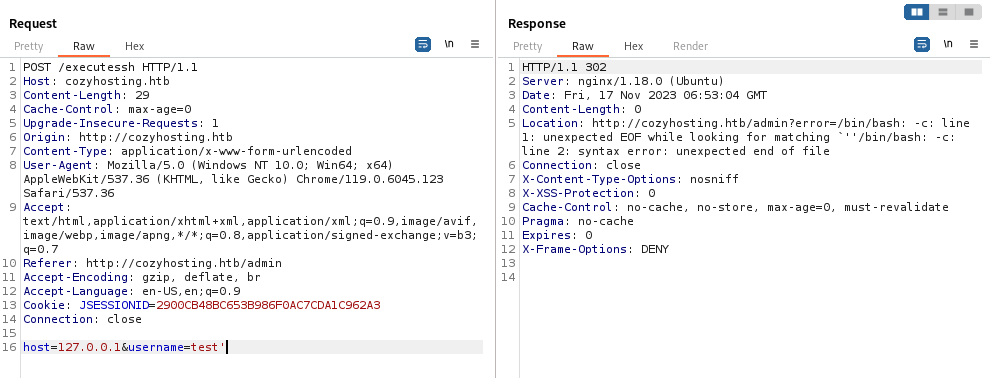 Request
Pretty Raw Hex
\n
1 POST /executessh HTTP/1.1
2 Host: cozyhosting.htb
3 Content-Length: 29
4 Cache-Control: max-age=0
5 Upgrade-Insecure-Requests: 1
6 Origin: http://cozyhosting.htb
7 Content-Type: application/x-www-form-urlencoded
8 User-Agent: Mozilla/5.0 (Windows NT 10.0; Win64; x64)
AppleWebKit/537.36 (KHTML, like Gecko) Chrome/119.0.6045.123
Safari/537.36
9 Accept:
text/html,application/xhtml+xml,application/xml;q=0.9,image/avif,
image/webp,image/apng,*/*;q=0.8,application/signed-exchange;v=b3;
q=0.7
10 Referer: http://cozyhosting.htb/admin
11 Accept-Encoding: gzip, deflate, br
12 Accept-Language: en-US,en;q=0.9
13 Cookie: JSESSIONID=2900CB48BC653B986F0AC7CDA1C962A3
14 Connection: close
15
16 host=127.0.0.1&username=test'
Response
Pretty Raw Hex Render
\n
1 HTTP/1.1 302
2 Server: nginx/1.18.0 (Ubuntu)
3 Date: Fri, 17 Nov 2023 06:53:04 GMT
4 Content-Length: 0
5 Location: http://cozyhosting.htb/admin?error=/bin/bash: -c: line
1: unexpected EOF while looking for matching `''/bin/bash: -c:
line 2: syntax error: unexpected end of file
6 Connection: close
7 X-Content-Type-Options: nosniff
8 X-XSS-Protection: 0
9 Cache-Control: no-cache, no-store, max-age=0, must-revalidate
10 Pragma: no-cache
11 Expires: 0
12 X-Frame-Options: DENY
13
14